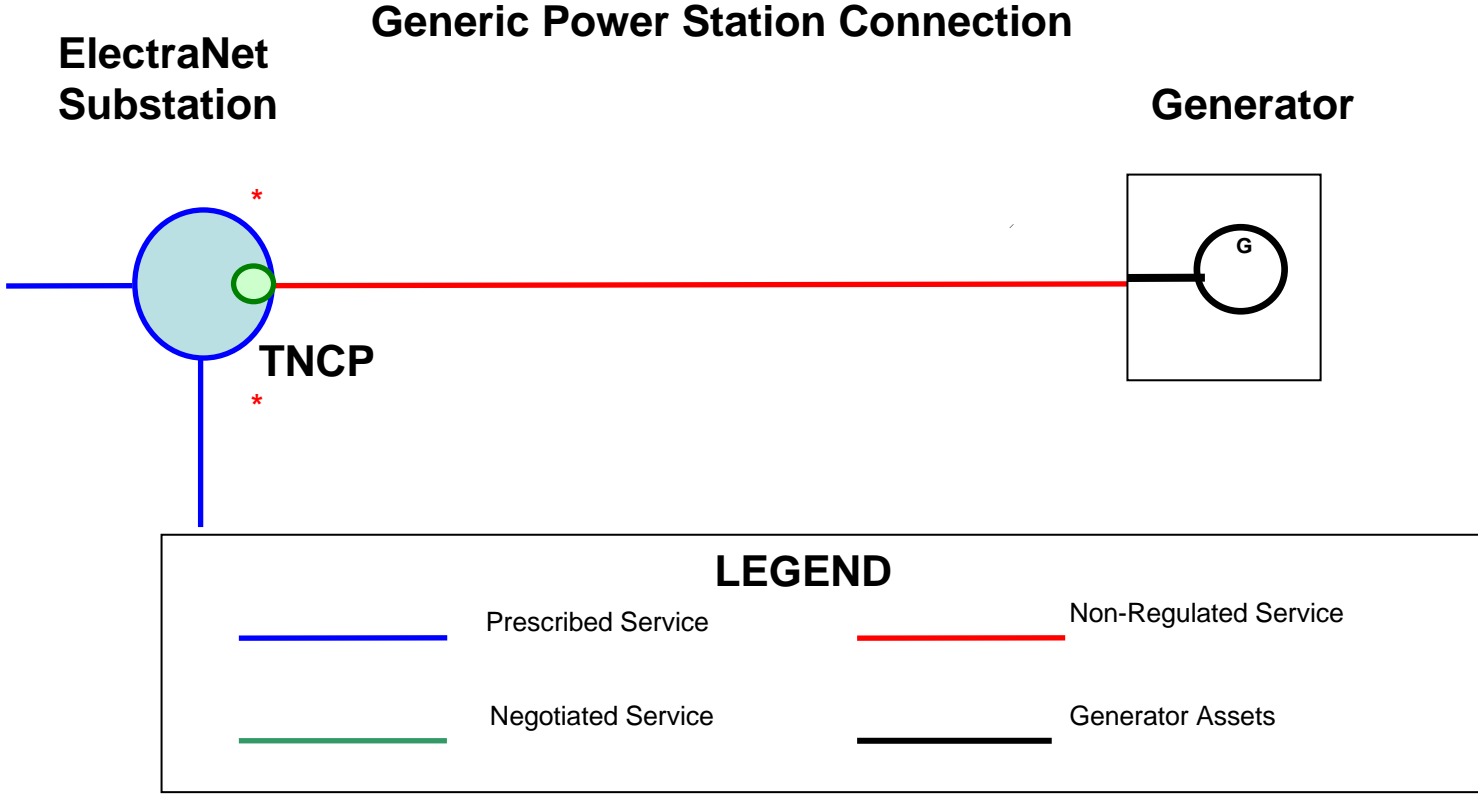 Generic Power Station Connection
ElectraNet
Substation
Generator
*
G
TNCP
*
LEGEND
Prescribed Service
Non-Regulated Service
Negotiated Service
Generator Assets